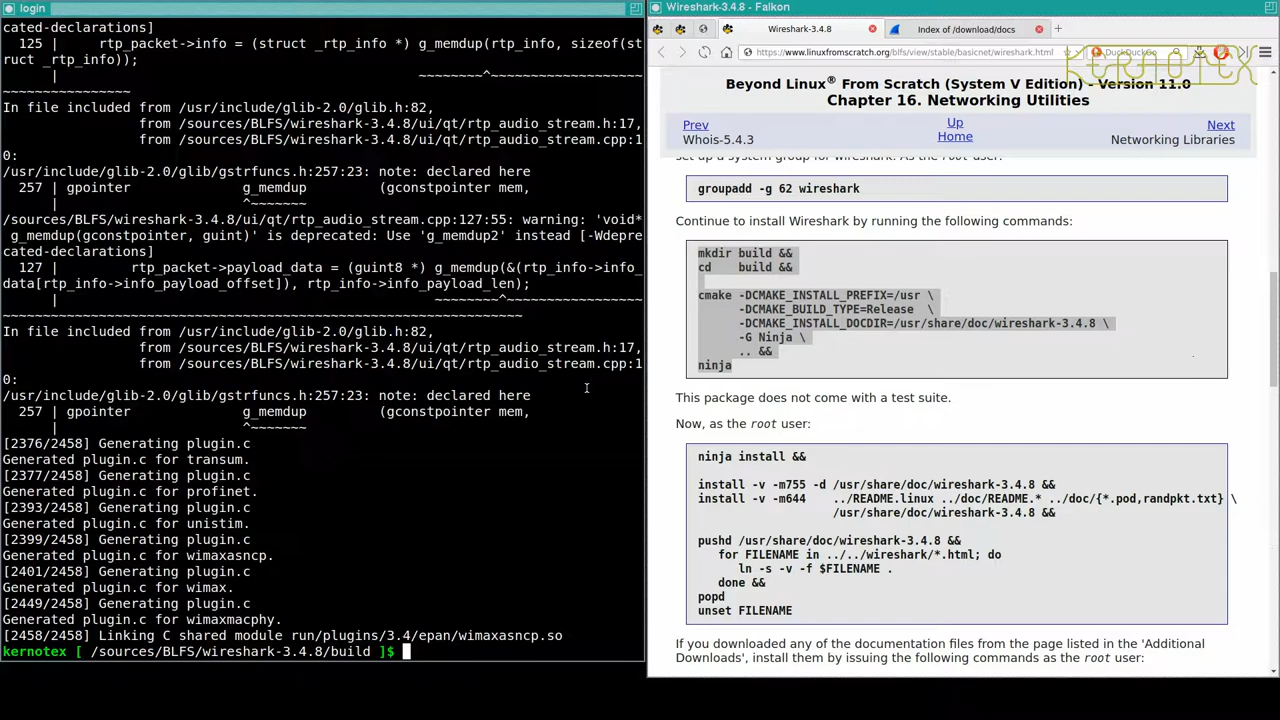 login
cated-declarations]
125 |     rtp_packet->info = (struct _rtp_info *) g_memdup(rtp_info, sizeof(st
ruct _rtp_info));
    |                                             ~~~~~~~~^~~~~~~~~~~~~~~~~~~~
~~~~~~~~~~~~~~~~
In file included from /usr/include/glib-2.0/glib.h:82,
                 from /sources/BLFS/wireshark-3.4.8/ui/qt/rtp_audio_stream.h:17,
                 from /sources/BLFS/wireshark-3.4.8/ui/qt/rtp_audio_stream.cpp:1
0:
/usr/include/glib-2.0/glib/gstrfuncs.h:257:23: note: declared here
257 | gpointer              g_memdup         (gconstpointer mem,
    |                       ^~~~~~~~
/sources/BLFS/wireshark-3.4.8/ui/qt/rtp_audio_stream.cpp:127:55: warning: 'void*
g_memdup(gconstpointer, guint)' is deprecated: Use 'g_memdup2' instead [-Wdepre
cated-declarations]
127 |         rtp_packet->payload_data = (guint8 *) g_memdup(&(rtp_info->info_
data[rtp_info->info_payload_offset]), rtp_info->info_payload_len);
    |                                               ~~~~~~~~^~~~~~~~~~~~~~~~~~
~~~~~~~~~~~~~~~~~~~~~~~~~~~~~~~~~~~~~~~~~~~~~~~~~~~~~~~~~~~~~~~~~
In file included from /usr/include/glib-2.0/glib.h:82,
                 from /sources/BLFS/wireshark-3.4.8/ui/qt/rtp_audio_stream.h:17,
                 from /sources/BLFS/wireshark-3.4.8/ui/qt/rtp_audio_stream.cpp:1
0:
/usr/include/glib-2.0/glib/gstrfuncs.h:257:23: note: declared here
257 | gpointer              g_memdup         (gconstpointer mem,
    |                       ^~~~~~~~
[2376/2458] Generating plugin.c
Generated plugin.c for transum.
[2377/2458] Generating plugin.c
Generated plugin.c for profinet.
[2393/2458] Generating plugin.c
Generated plugin.c for unistim.
[2399/2458] Generating plugin.c
Generated plugin.c for wimaxasncp.
[2401/2458] Generating plugin.c
Generated plugin.c for wimax.
[2449/2458] Generating plugin.c
Generated plugin.c for wimaxmacphy.
[2458/2458] Linking C shared module run/plugins/3.4/epan/wimaxasncp.so
kernotex [ /sources/BLFS/wireshark-3.4.8/build ]$
Wireshark-3.4.8 - Falkon
Wireshark-3.4.8
Index of /download/docs
https://www.linuxfromscratch.org/blfs/view/stable/basicnet/wireshark.html
DuckDuckGo
KERNOTEX
Beyond Linux® From Scratch (System V Edition) - Version 11.0
Chapter 16. Networking Utilities
Prev Up Next
Whois-5.4.3 Home Networking Libraries
Set up a system group for wireshark. As the root user:
groupadd -g 62 wireshark
Continue to install Wireshark by running the following commands:
mkdir build &&
cd    build &&
cmake -DCMAKE_INSTALL_PREFIX=/usr \
      -DCMAKE_BUILD_TYPE=Release  \
      -DCMAKE_INSTALL_DOCDIR=/usr/share/doc/wireshark-3.4.8 \
      -G Ninja \
      .. &&
ninja
This package does not come with a test suite.
Now, as the root user:
ninja install &&
install -v -m755 -d /usr/share/doc/wireshark-3.4.8 &&
install -v -m644    ../README.linux ../doc/README.* ../doc/{*.pod,randpkt.txt} \
                    /usr/share/doc/wireshark-3.4.8 &&
pushd /usr/share/doc/wireshark-3.4.8 &&
   for FILENAME in ../../wireshark/*.html; do
      ln -s -v -f $FILENAME .
   done &&
popd
unset FILENAME
If you downloaded any of the documentation files from the page listed in the 'Additional
Downloads', install them by issuing the following commands as the root user: